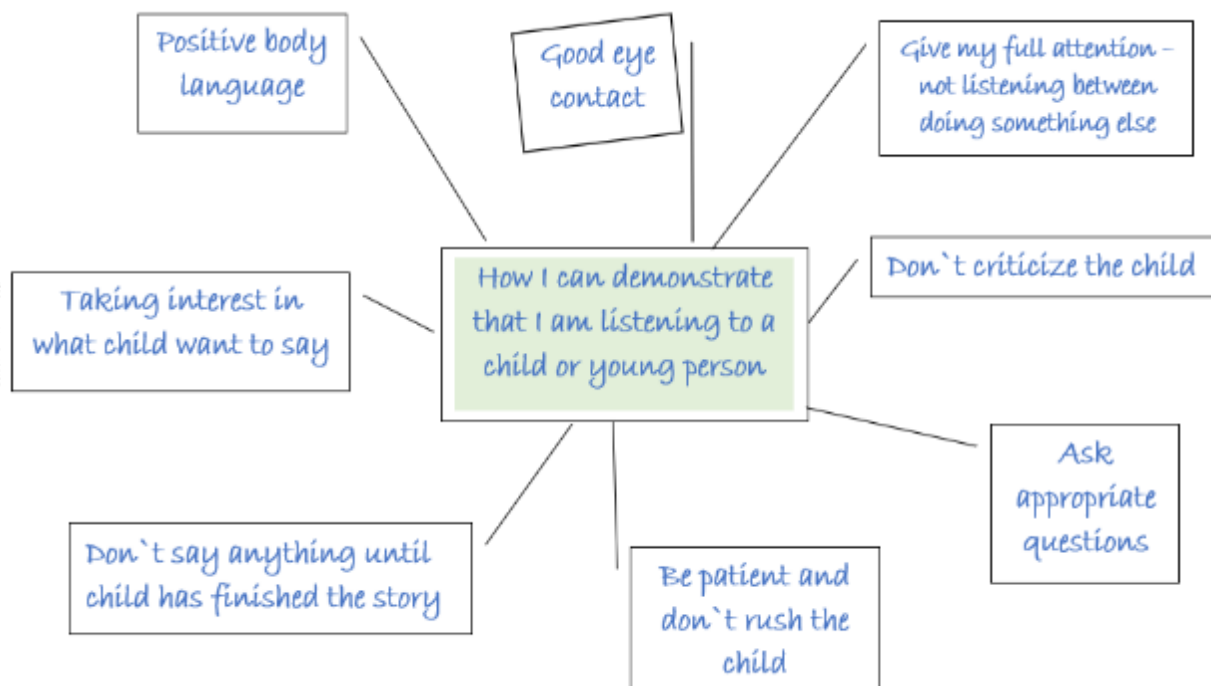 Positive body
language
Good eye
contact
Give my full attention –
not listening between
doing something else
How I can demonstrate
that I am listening to a
child or young person
Don`t criticize the child
Taking interest in
what child want to say
Ask
appropriate
questions
Don`t say anything until
child has finished the story
Be patient and
don`t rush the
child